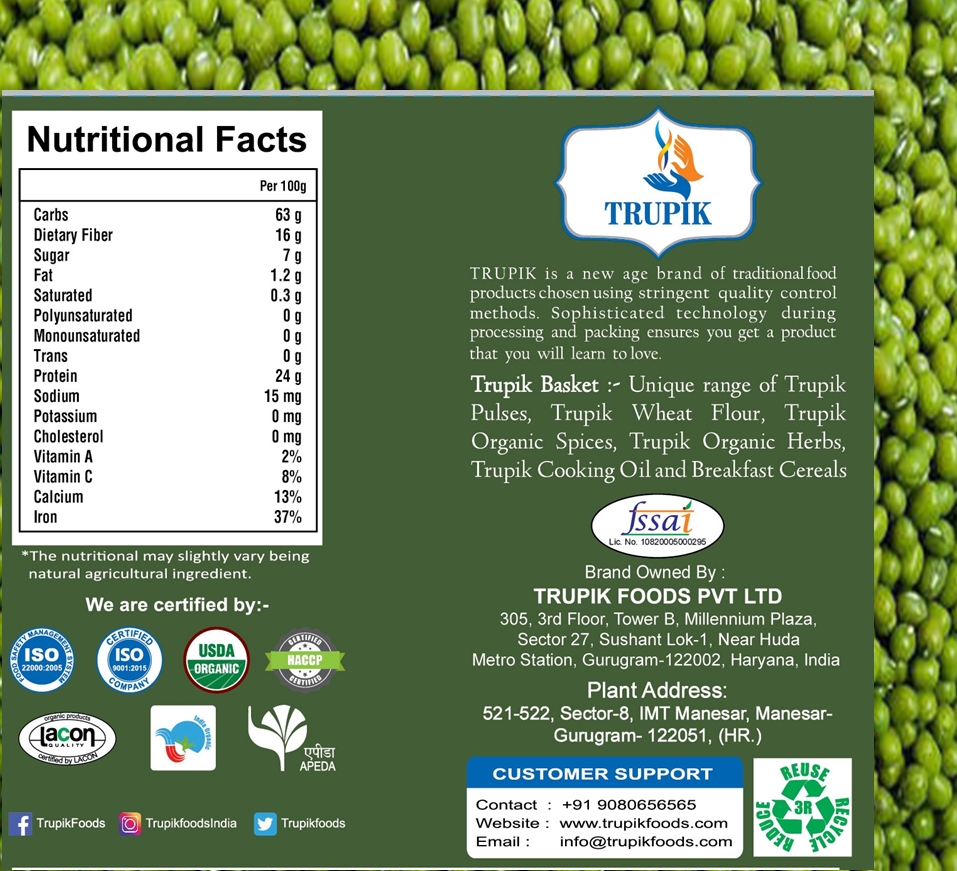 Nutritional Facts
Per 100g
Carbs 63 g
Dietary Fiber 16 g
Sugar 7 g
Fat 1.2 g
Saturated 0.3 g
Polyunsaturated 0 g
Monounsaturated 0 g
Trans 0 g
Protein 24 g
Sodium 15 mg
Potassium 0 mg
Cholesterol 0 mg
Vitamin A 2%
Vitamin C 8%
Calcium 13%
Iron 37%
*The nutritional may slightly vary being
natural agricultural ingredient.
We are certified by:-
FOOD SAFETY MANAGEMENT SYSTEM
ISO
22000:2005
CERTIFIED
ISO
9001:2015
COMPANY
USDA
ORGANIC
CERTIFIED
HACCP
CERTIFIED
organic products
lacon
QUALITY
certified by LACON
India Organic
एपीडा
APEDA
TrupikFoods
TrupikfoodsIndia
Trupikfoods
TRUPIK
TRUPIK is a new age brand of traditional food
products chosen using stringent quality control
methods. Sophisticated technology during
processing and packing ensures you get a product
that you will learn to love.
Trupik Basket :- Unique range of Trupik
Pulses, Trupik Wheat Flour, Trupik
Organic Spices, Trupik Organic Herbs,
Trupik Cooking Oil and Breakfast Cereals
fssai
Lic. No. 10820005000295
Brand Owned By :
TRUPIK FOODS PVT LTD
305, 3rd Floor, Tower B, Millennium Plaza,
Sector 27, Sushant Lok-1, Near Huda
Metro Station, Gurugram-122002, Haryana, India
Plant Address:
521-522, Sector-8, IMT Manesar, Manesar-
Gurugram- 122051, (HR.)
CUSTOMER SUPPORT
Contact : +91 9080656565
Website : www.trupikfoods.com
Email : info@trupikfoods.com
REUSE
REDUCE
3R
RECYCLE